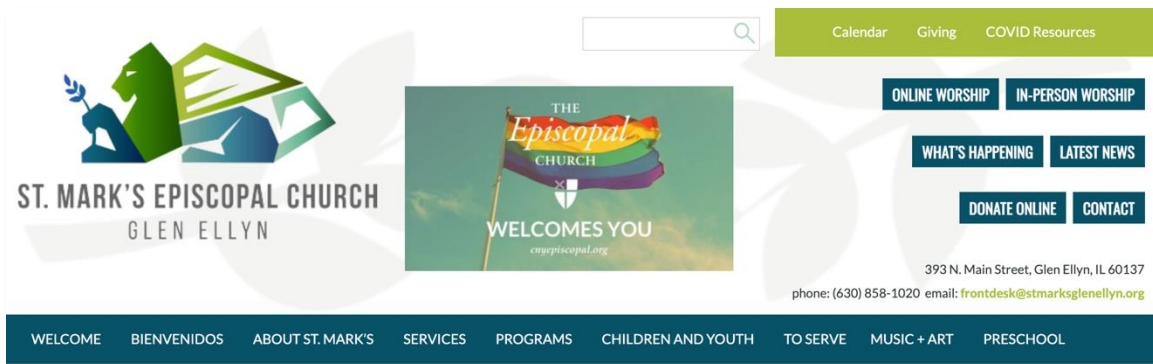 Calendar Giving COVID Resources
ONLINE WORSHIP IN-PERSON WORSHIP
WHAT'S HAPPENING LATEST NEWS
DONATE ONLINE CONTACT
ST. MARK'S EPISCOPAL CHURCH
GLEN ELLYN
THE
Episcopal
CHURCH
WELCOMES YOU
cnyepiscopal.org
393 N. Main Street, Glen Ellyn, IL 60137
phone: (630) 858-1020 email: frontdesk@stmarksglenellyn.org
WELCOME BIENVENIDOS ABOUT ST. MARK'S SERVICES PROGRAMS CHILDREN AND YOUTH TO SERVE MUSIC + ART PRESCHOOL